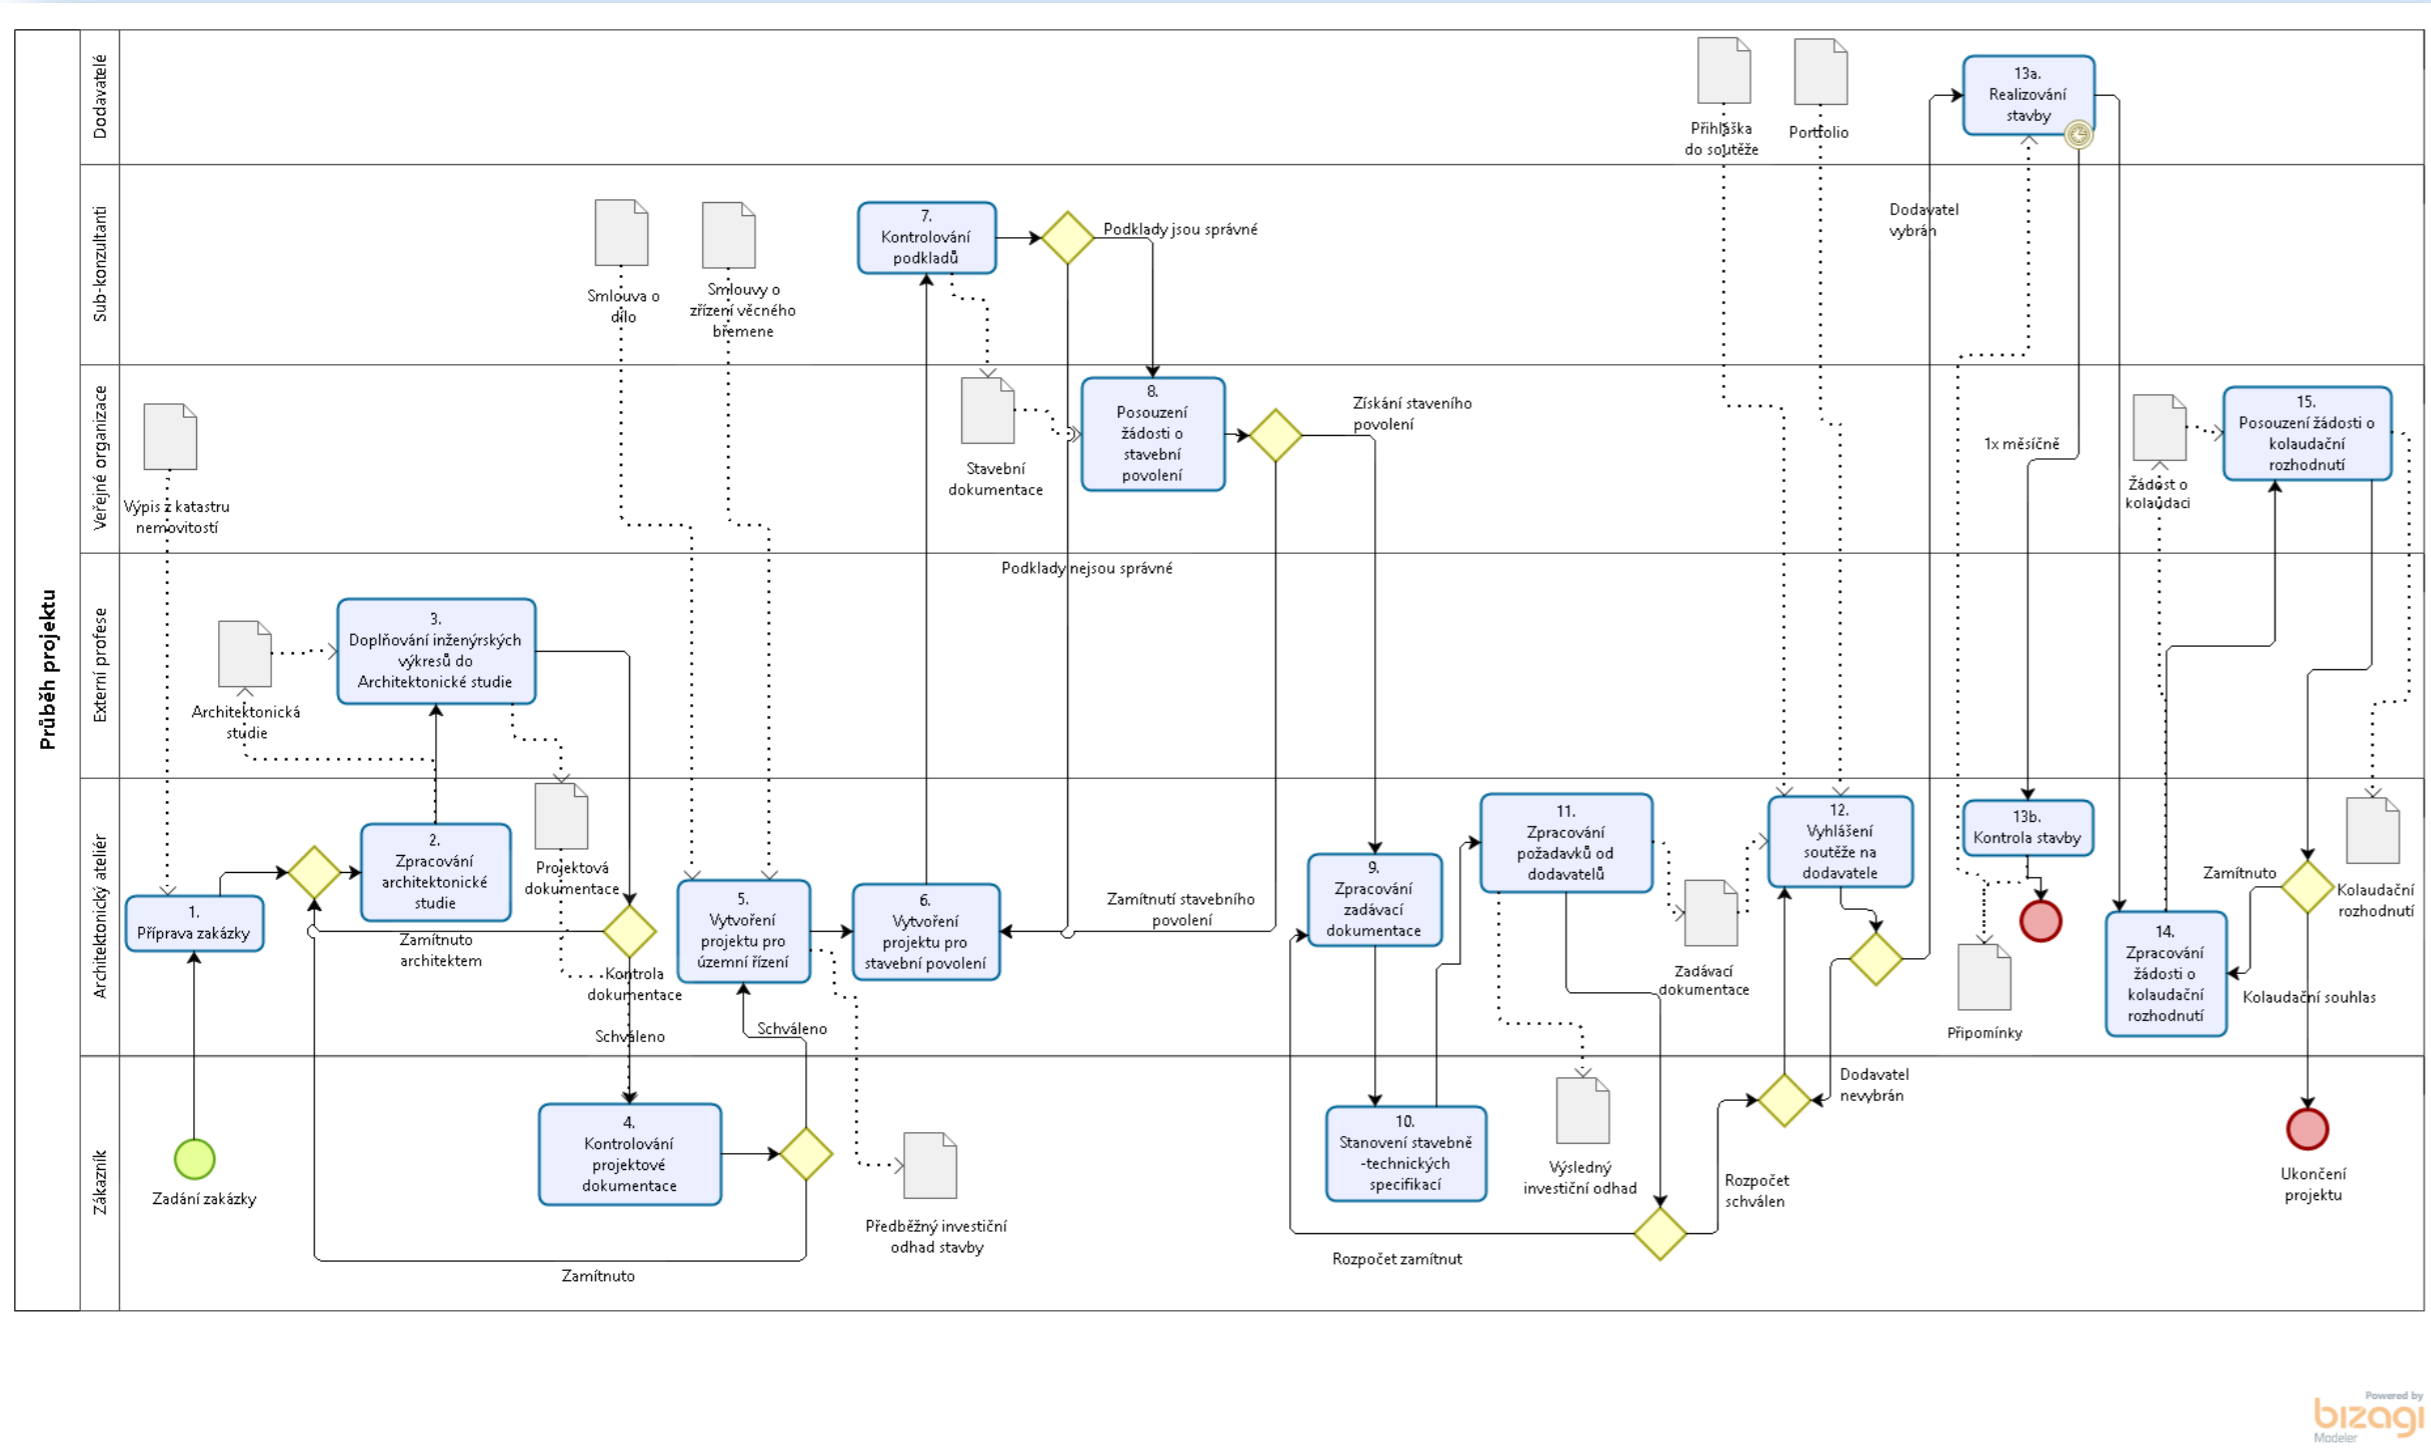 Průběh projektu
Dodavatelé
Přihláška
do soutěže
Portfolio
13a.
Realizování
stavby
Sub-konzultanti
Smlouva o
dílo
Smlouvy o
zřízení věcného
břemene
7.
Kontrolování
podkladů
Podklady jsou správné
Dodavatel
vybrán
Veřejné organizace
Výpis z katastru
nemovitostí
Stavební
dokumentace
8.
Posouzení
žádosti o
stavební
povolení
Získání staveního
povolení
1x měsíčně
Žádost o
kolaudaci
15.
Posouzení žádosti o
kolaudační
rozhodnutí
Externí profese
Podklady nejsou správné
3.
Doplňování inženýrských
výkresů do
Architektonické studie
Architektonická
studie
Architektonický ateliér
1.
Příprava zakázky
2.
Zpracování
architektonické
studie
Projektová
dokumentace
Zamítnuto
architektem
Kontrola
dokumentace
Schváleno
5.
Vytvoření
projektu pro
územní řízení
Schváleno
6.
Vytvoření
projektu pro
stavební povolení
Zamítnutí stavebního
povolení
9.
Zpracování
zadávací
dokumentace
11.
Zpracování
požadavků od
dodavatelů
Zadávací
dokumentace
12.
Vyhlášení
soutěže na
dodavatele
13b.
Kontrola stavby
Připomínky
14.
Zpracování
žádosti o
kolaudační
rozhodnutí
Zamítnuto
Kolaudační
rozhodnutí
Kolaudační souhlas
Zákazník
Zadání zakázky
4.
Kontrolování
projektové
dokumentace
Zamítnuto
Předběžný investiční
odhad stavby
10.
Stanovení stavebně
-technických
specifikací
Výsledný
investiční odhad
Rozpočet zamítnut
Rozpočet
schválen
Dodavatel
nevybrán
Ukončení
projektu
Powered by
bizagi
Modeler